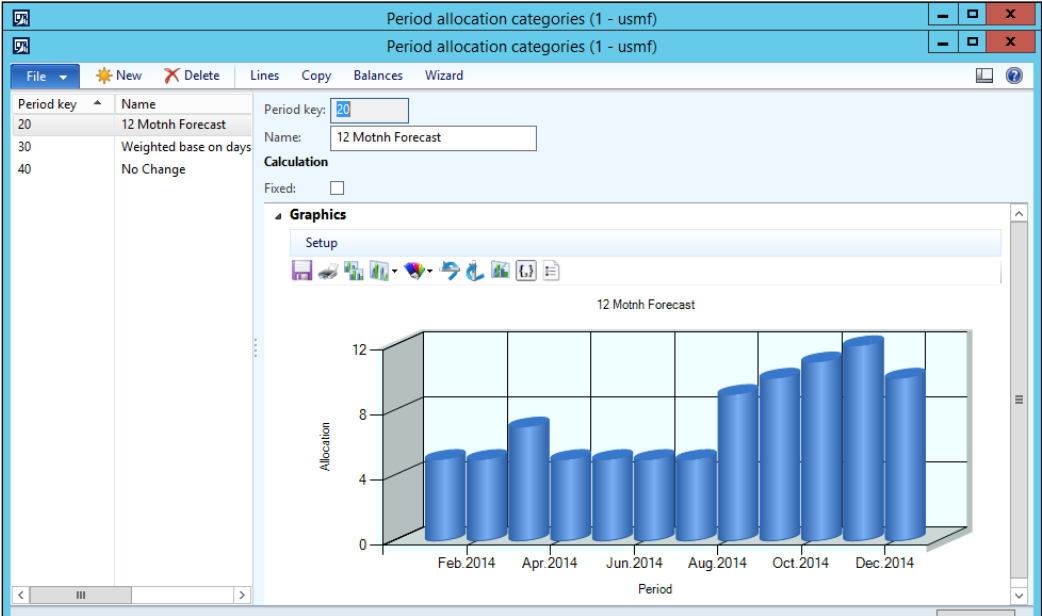 Period allocation categories (1 - usmf)
Period allocation categories (1 - usmf)
File New Delete Lines Copy Balances Wizard
Period key Name
20 12 Motnh Forecast
30 Weighted base on days
40 No Change
Period key: 20
Name: 12 Motnh Forecast
Calculation
Fixed:
Graphics
Setup
12 Motnh Forecast
12
8
4
0
Allocation
Feb.2014 Apr.2014 Jun.2014 Aug.2014 Oct.2014 Dec.2014
Period